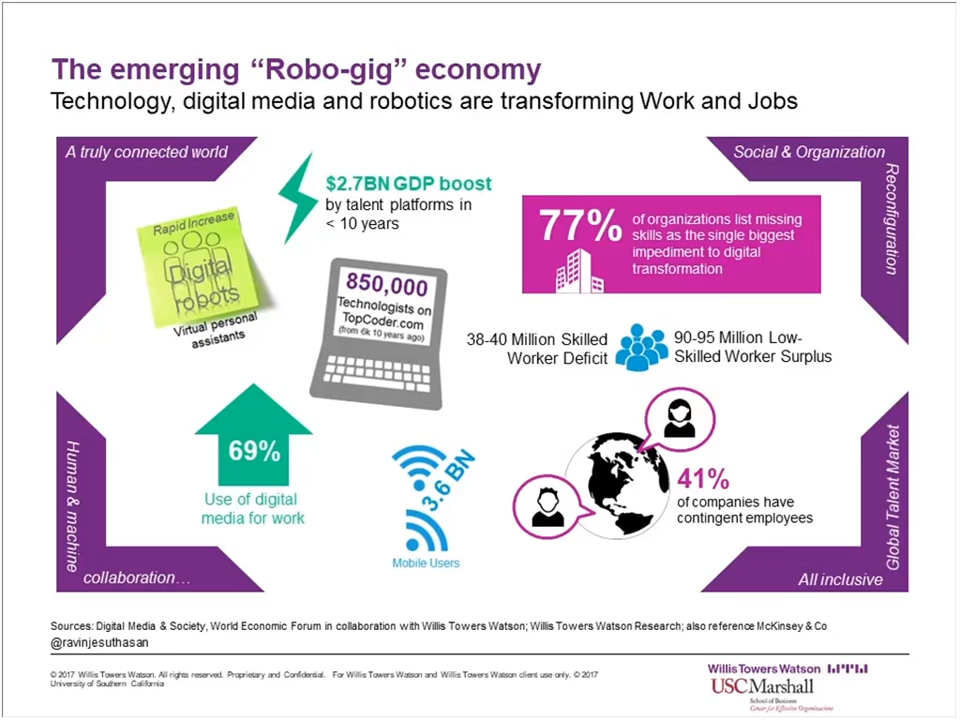 The emerging “Robo-gig” economy
Technology, digital media and robotics are transforming Work and Jobs
A truly connected world
Social & Organization
Reconfiguration
$2.7BN GDP boost
by talent platforms in
< 10 years
Rapid Increase
Digital
robots
Virtual personal
assistants
850,000
Technologists on
TopCoder.com
(from 6k 10 years ago)
77%
of organizations list missing
skills as the single biggest
impediment to digital
transformation
38-40 Million Skilled
Worker Deficit
90-95 Million Low-
Skilled Worker Surplus
69%
Use of digital
media for work
3.6 BN
Mobile Users
41%
of companies have
contingent employees
Human & machine
collaboration…
Global Talent Market
All inclusive
Sources: Digital Media & Society, World Economic Forum in collaboration with Willis Towers Watson; Willis Towers Watson Research; also reference McKinsey & Co
@ravinjesuthasan
© 2017 Willis Towers Watson. All rights reserved. Proprietary and Confidential. For Willis Towers Watson and Willis Towers Watson client use only. © 2017
University of Southern California
Willis Towers Watson
USC Marshall
School of Business
Center for Effective Organizations